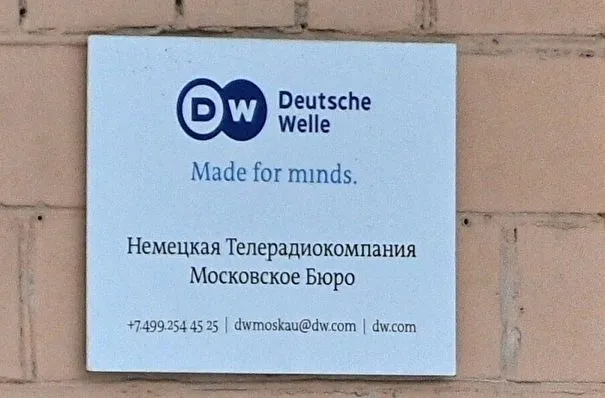 DW Deutsche
Welle
Made for minds.
Немецкая Телерадиокомпания
Московское Бюро
+7.499.254 45 25 | dwmoskau@dw.com | dw.com